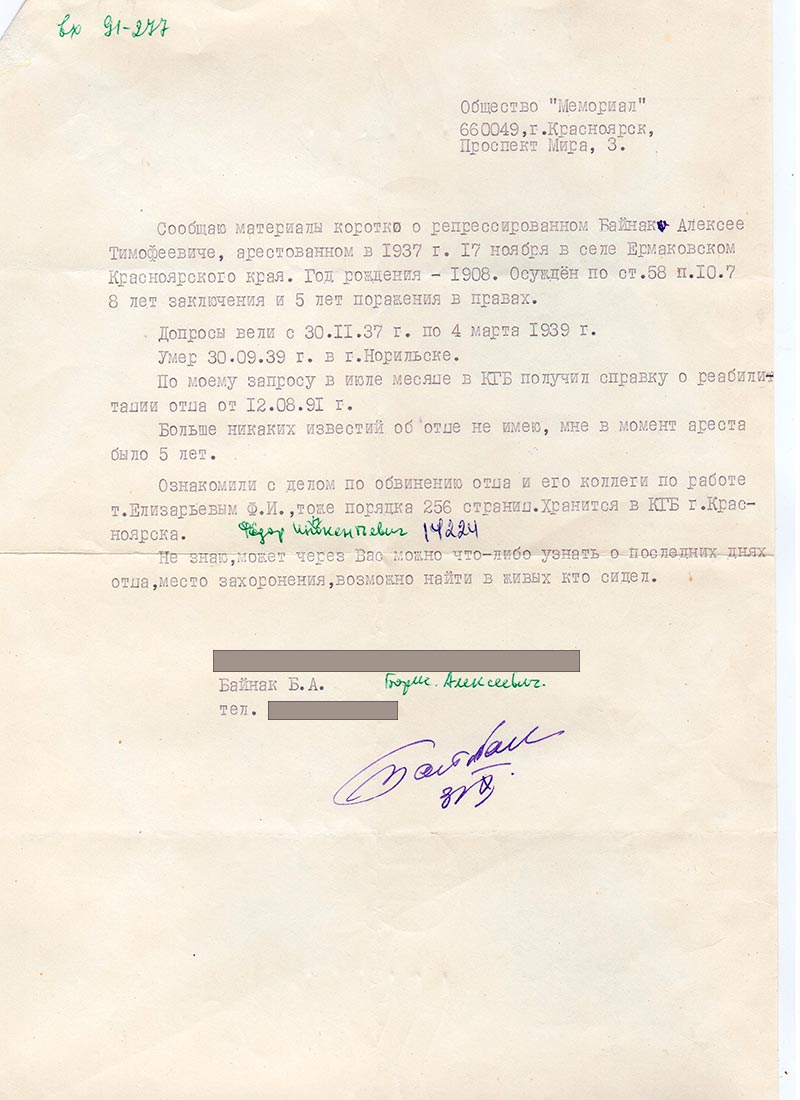 Вх 91-277
Общество "Мемориал"
660049,г.Красноярск,
Проспект Мира, 3.
Сообщаю материалы коротко о репрессированном Байнак Алексее
Тимофеевиче, арестованном в 1937 г. 17 ноября в селе Ермаковском
Красноярского края. Год рождения - 1908. Осуждён по ст.58 п.10.7
8 лет заключения и 5 лет поражения в правах.
Допросы вели с 30.II.37 г. по 4 марта 1939 г.
Умер 30.09.39 г. в г.Норильске.
По моему запросу в июле месяце в КГБ получил справку о реабилит
тации отца от 12.08.91 г.
Больше никаких известий об отце не имею, мне в момент ареста
было 5 лет.
Ознакомили с делом по обвинению отца и его коллеги по работе
т.Елизарьевым Ф.И.,тоже порядка 256 страниц.Хранится в КГБ г.Крас-
ноярска. Фёдор Инокентьевич
Не знаю,может через Вас можно что-либо узнать о последних днях
отца,место захоронения,возможно найти в живых кто сидел.
Байнак Б.А. Борис. Алексеевич.
тел.